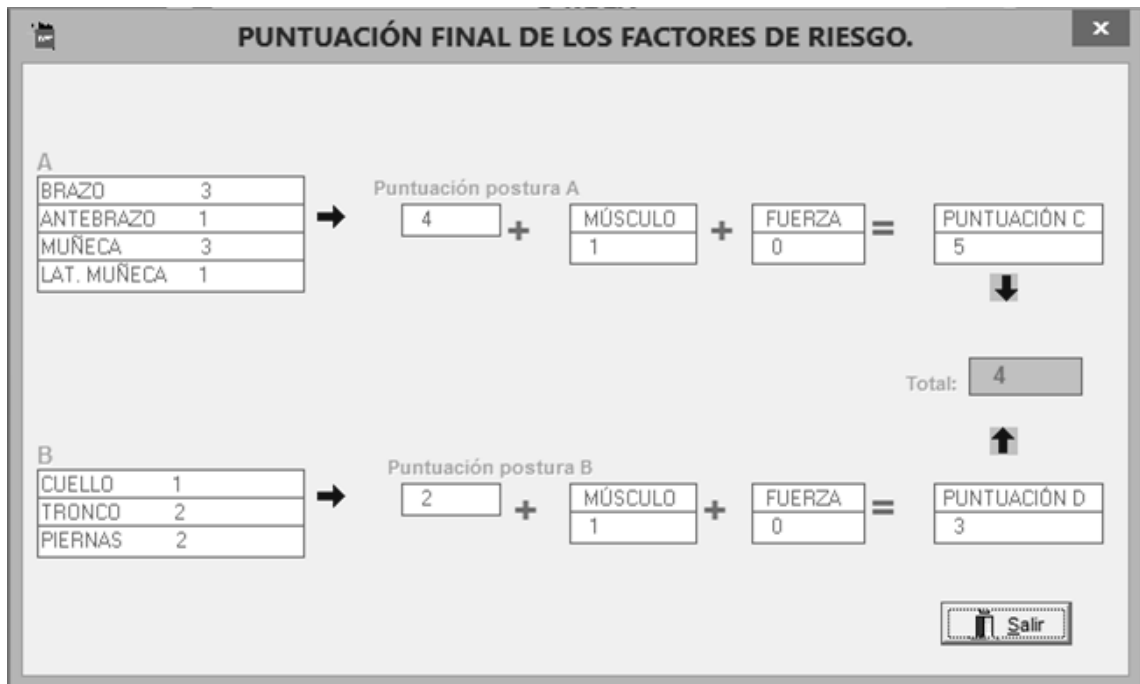 PUNTUACIÓN FINAL DE LOS FACTORES DE RIESGO.
x
A
BRAZO 3
ANTEBRAZO 1
MUÑECA 3
LAT. MUÑECA 1
Puntuación postura A
4
+
MÚSCULO
1
+
FUERZA
0
=
PUNTUACIÓN C
5
Total: 4
B
CUELLO 1
TRONCO 2
PIERNAS 2
Puntuación postura B
2
+
MÚSCULO
1
+
FUERZA
0
=
PUNTUACIÓN D
3
Salir